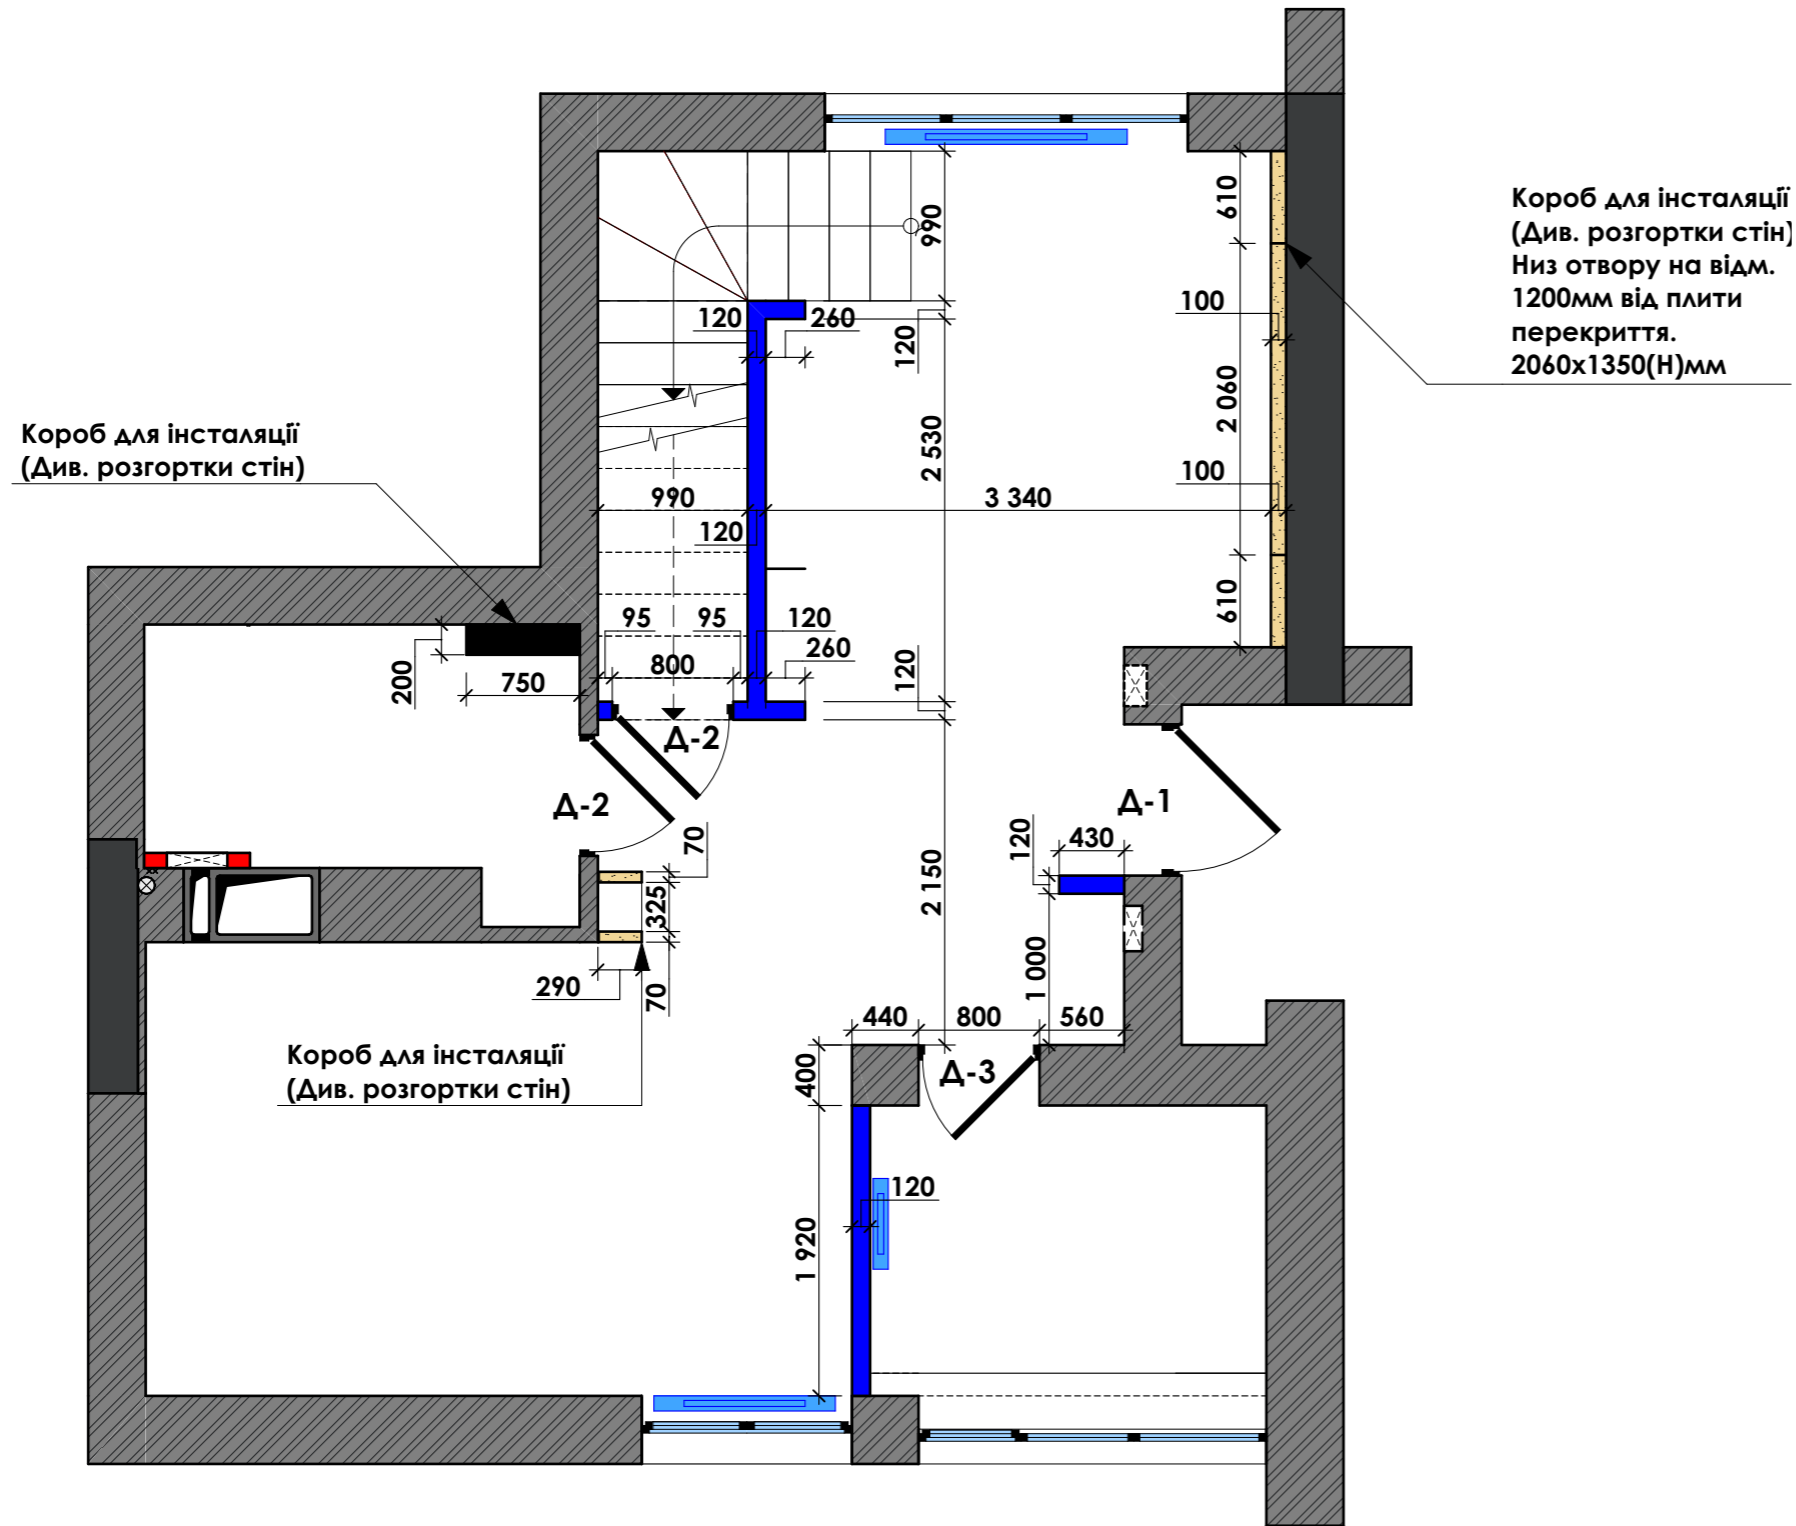 Короб для інсталяції
(Див. розгортки стін)
Низ отвору на відм.
1200мм від плити
перекриття.
2060х1350(Н)мм
610
990
100
120
260
120
2 060
2 530
Короб для інсталяції
(Див. розгортки стін)
100
990
3 340
120
610
95
95
120
800
260
120
200
750
Д-2
Д-2
Д-1
70
120
430
2 150
325
290
70
1 000
440
800
560
Короб для інсталяції
(Див. розгортки стін)
400
Д-3
120
1 920